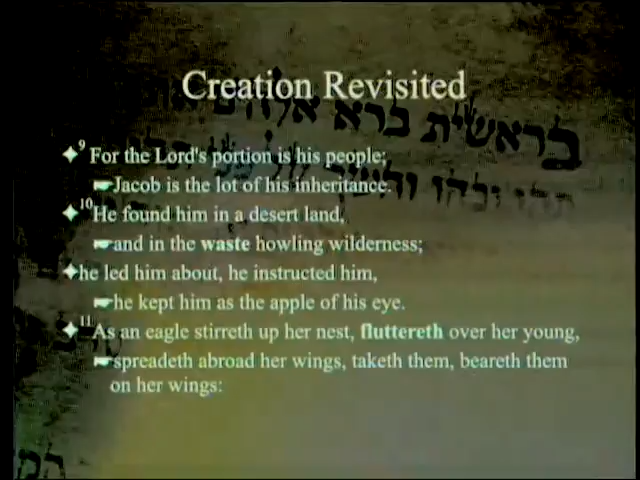 Creation Revisited
9 For the Lord's portion is his people;
Jacob is the lot of his inheritance.
10 He found him in a desert land,
and in the waste howling wilderness;
he led him about, he instructed him,
he kept him as the apple of his eye.
11 As an eagle stirreth up her nest, fluttereth over her young,
spreadeth abroad her wings, taketh them, beareth them
on her wings:
בראשית ברא אלהים
תהו ובהו וחשך